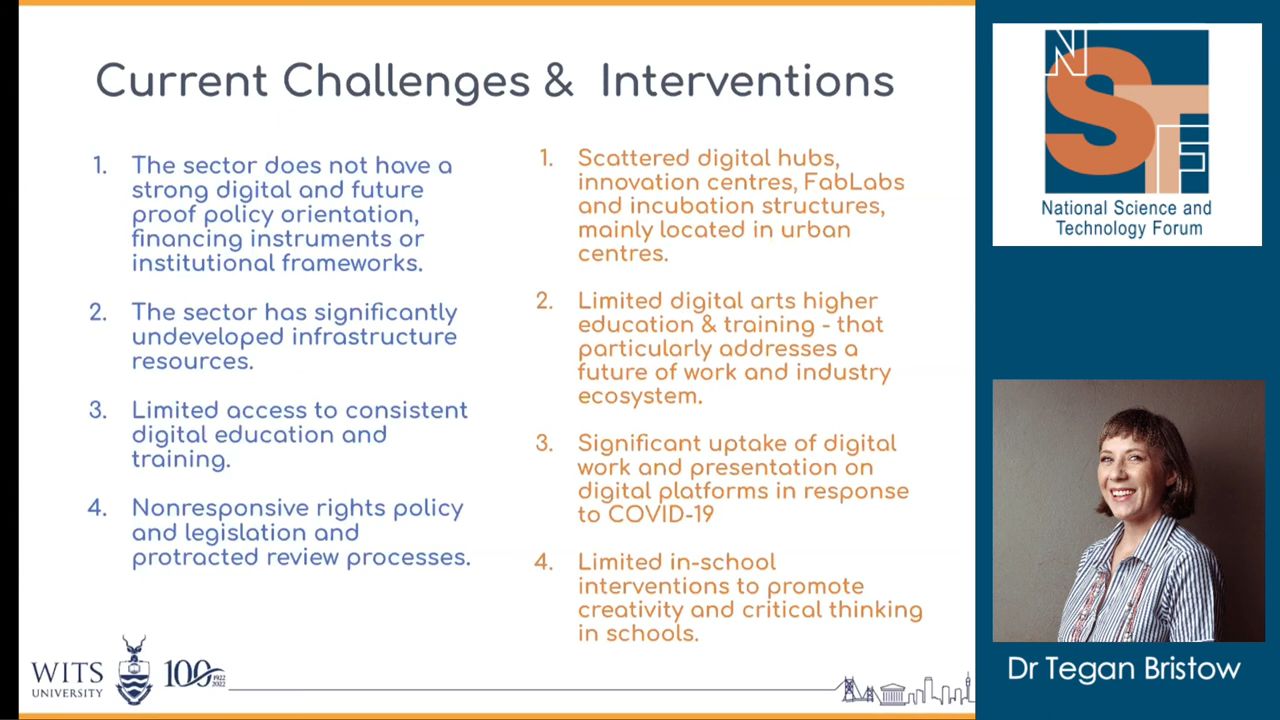 Current Challenges & Interventions
1. The sector does not have a
strong digital and future
proof policy orientation,
financing instruments or
institutional frameworks.
2. The sector has significantly
undeveloped infrastructure
resources.
3. Limited access to consistent
digital education and
training.
4. Nonresponsive rights policy
and legislation and
protracted review processes.
1. Scattered digital hubs,
innovation centres, FabLabs
and incubation structures,
mainly located in urban
centres.
2. Limited digital arts higher
education & training - that
particularly addresses a
future of work and industry
ecosystem.
3. Significant uptake of digital
work and presentation on
digital platforms in response
to COVID-19
4. Limited in-school
interventions to promote
creativity and critical thinking
in schools.
WITS
UNIVERSITY
100
1922
2022
NSTF
National Science and
Technology Forum
Dr Tegan Bristow